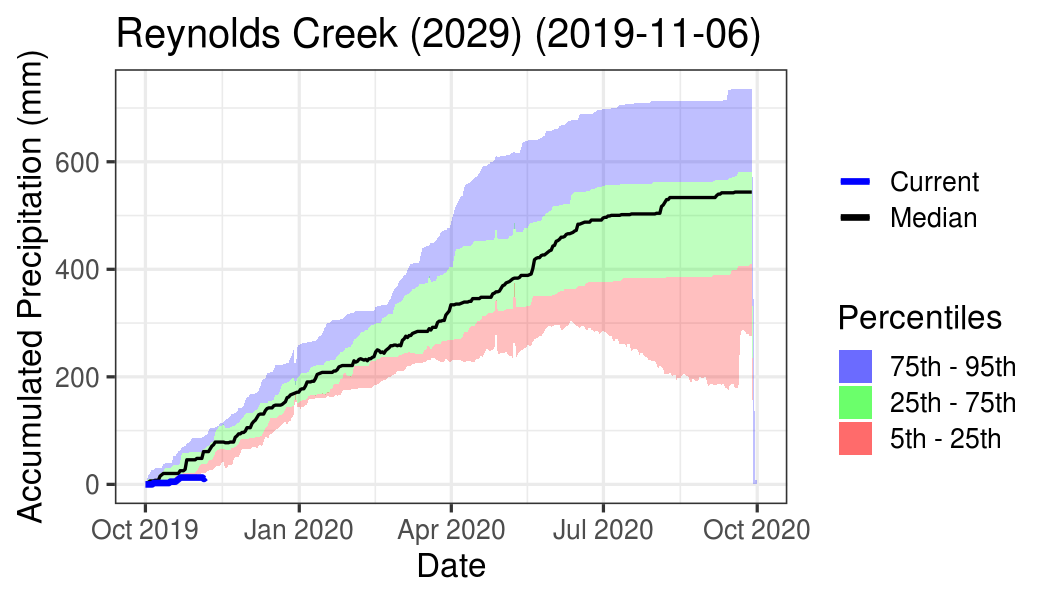 Reynolds Creek (2029) (2019-11-06)
Accumulated Precipitation (mm)
600
400
200
0
Oct 2019
Jan 2020
Apr 2020
Jul 2020
Oct 2020
Date
Current
Median
Percentiles
75th - 95th
25th - 75th
5th - 25th